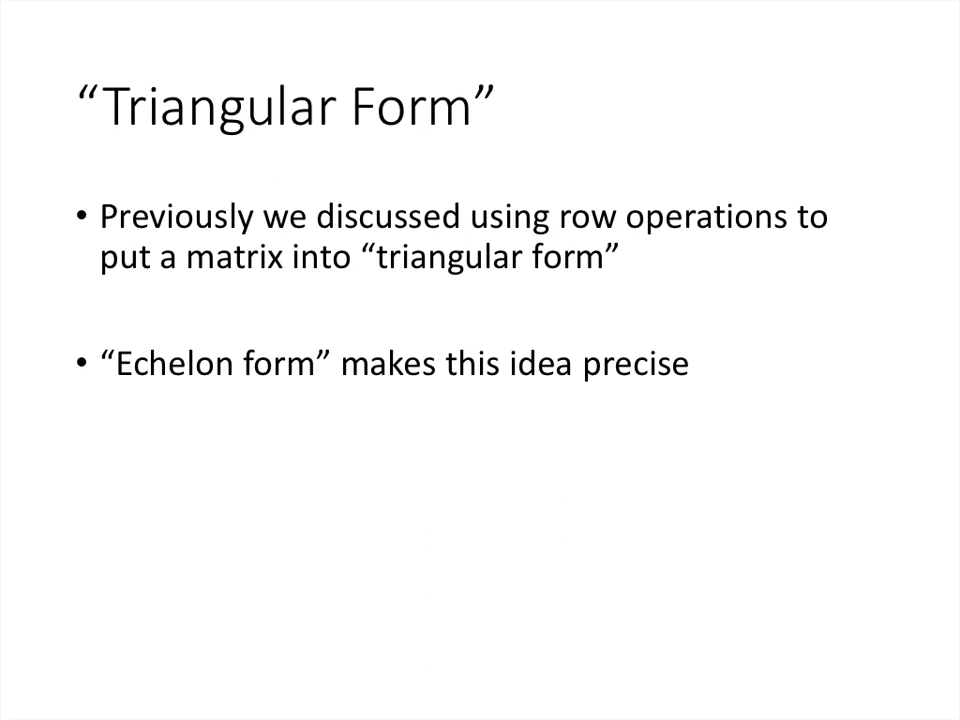 “Triangular Form”
• Previously we discussed using row operations to
put a matrix into “triangular form”
• “Echelon form” makes this idea precise